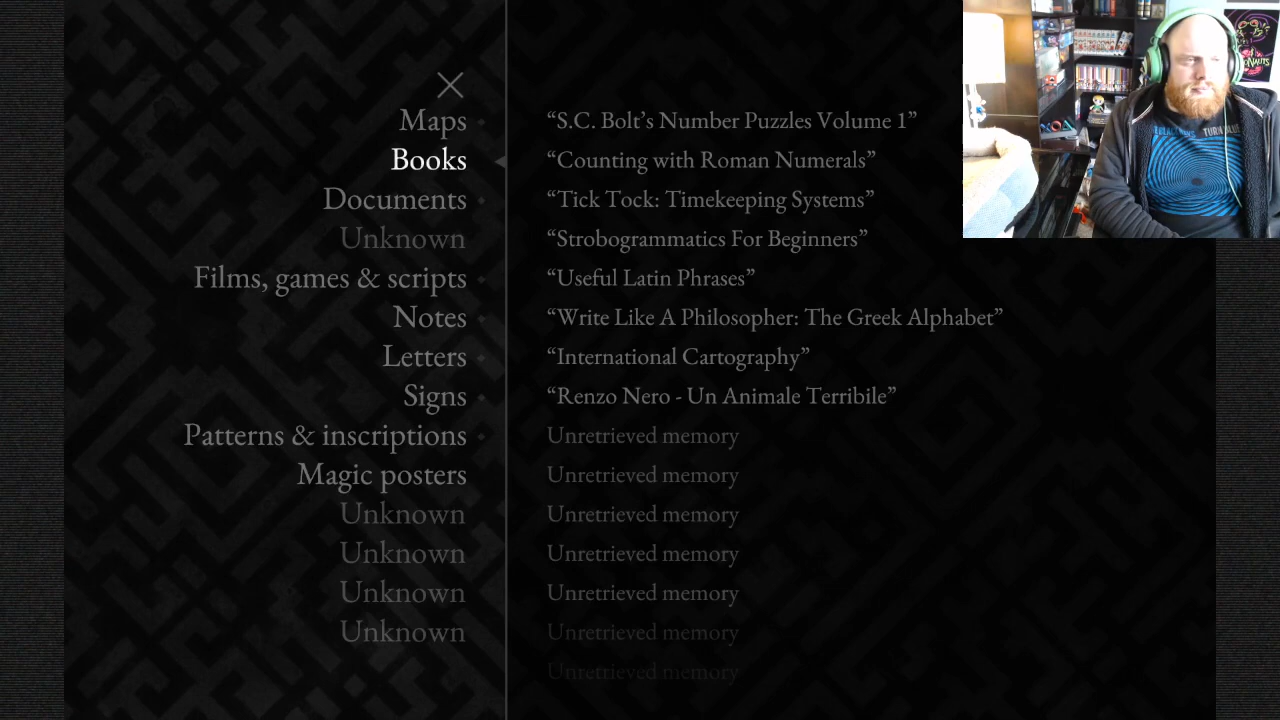 Maps
Books
Documents
Unknown
Films, games & scripts
Notes
Letters
Signs
Patterns & inscriptions
Magic posters
Unknown
Unknown
Unknown
Unknown
“S.C. Bolt’s Number Puzzles Volume 1”
“Counting with Roman Numerals”
“Tick Tock: Timekeeping Systems”
“Strobogrammatics For Beginners”
“Useful Latin Phrases”
“Write Like A Philosopher: The Greek Alphabet”
“International Cartography”
“Renzo Nero - Un Animale Terribile”
Unretrieved memory
Unretrieved memory
Unretrieved memory
Unretrieved memory
Unretrieved memory
Unretrieved memory
Unretrieved memory